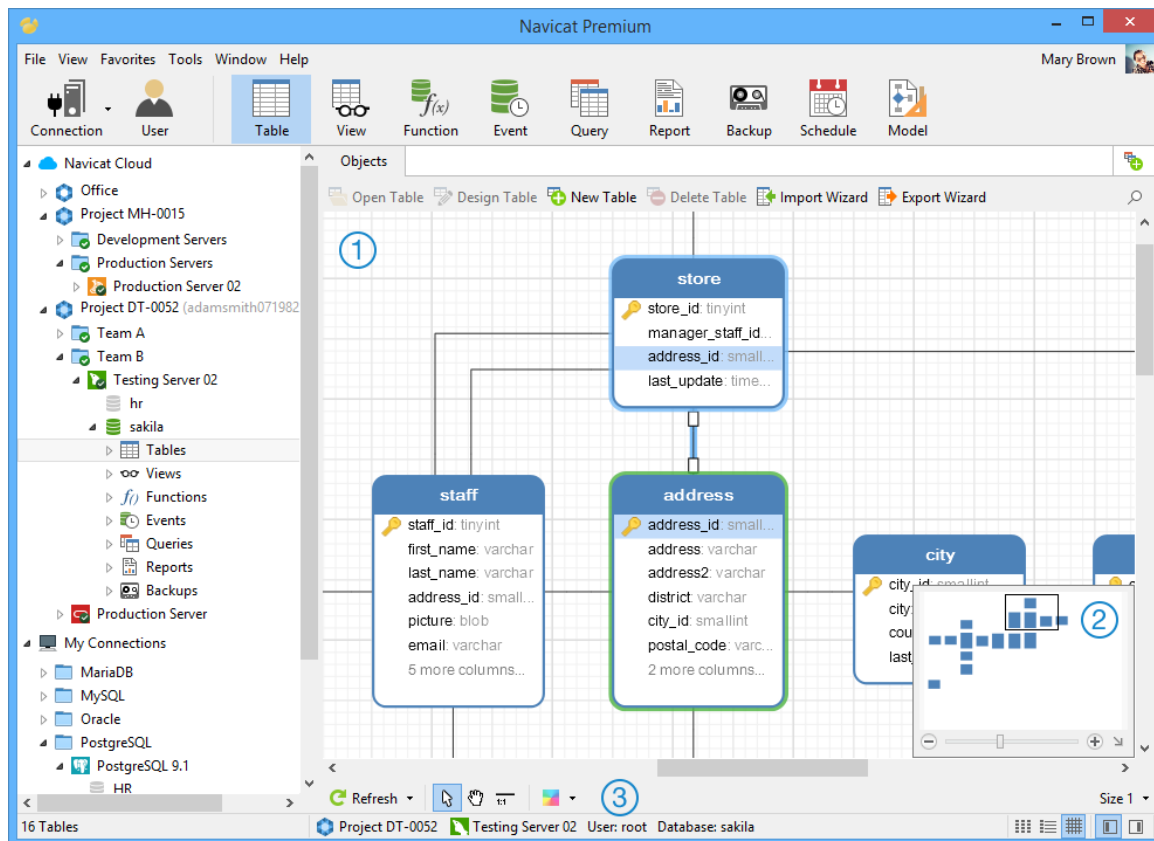 Navicat Premium
File View Favorites Tools Window Help
Mary Brown
Connection User Table View Function Event Query Report Backup Schedule Model
f(x)
Navicat Cloud
Office
Project MH-0015
Development Servers
Production Servers
Production Server 02
Project DT-0052 (adamsmith071982
Team A
Team B
Testing Server 02
hr
sakila
Tables
Views
f() Functions
Events
Queries
Reports
Backups
Production Server
My Connections
MariaDB
MySQL
Oracle
PostgreSQL
PostgreSQL 9.1
HR
16 Tables
Objects
Open Table Design Table New Table Delete Table Import Wizard Export Wizard
1
store
store_id: tinyint
manager_staff_id...
address_id: small...
last_update: time...
staff
staff_id: tinyint
first_name: varchar
last_name: varchar
address_id: small...
picture: blob
email: varchar
5 more columns...
address
address_id: small...
address: varchar
address2: varchar
district: varchar
city_id: smallint
postal_code: varc...
2 more columns...
city
city_id: smallint
city:
cou
last_
2
Refresh
1:1
3
Size 1
Project DT-0052 Testing Server 02 User: root Database: sakila